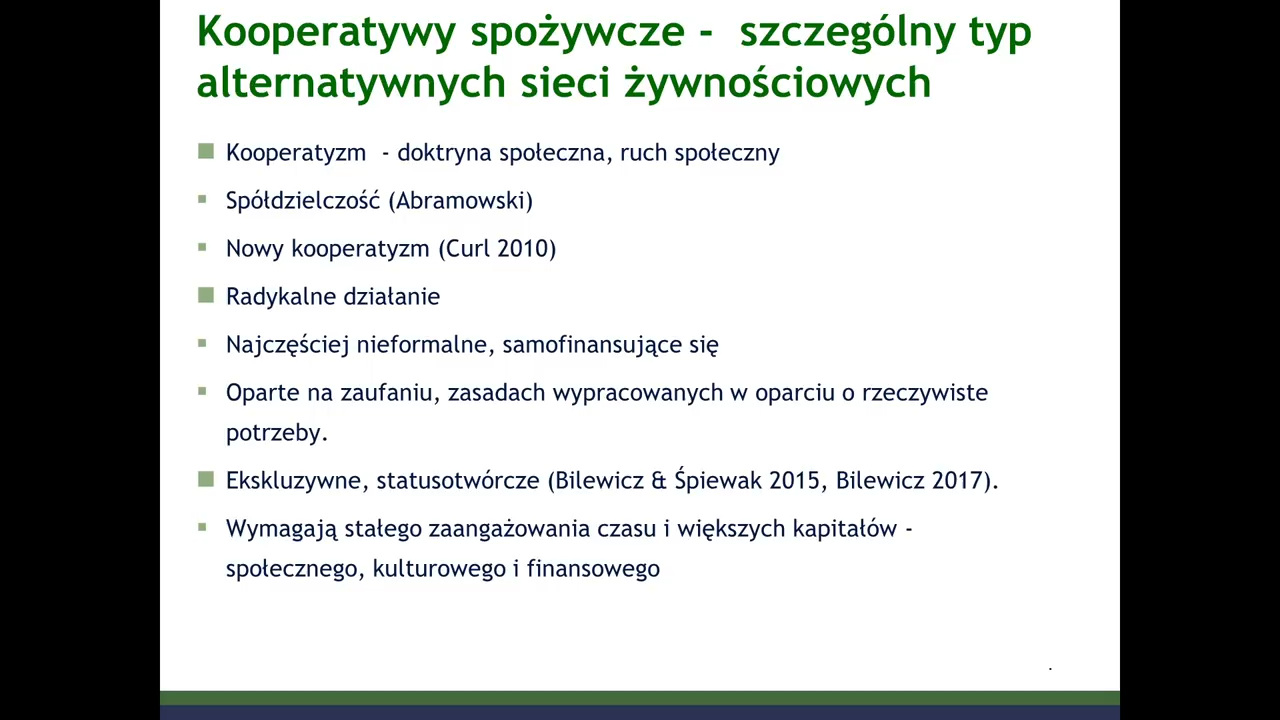 Kooperatywy spożywcze -  szczególny typ
alternatywnych sieci żywnościowych
Kooperatyzm  - doktryna społeczna, ruch społeczny
Spółdzielczość (Abramowski)
Nowy kooperatyzm (Curl 2010)
Radykalne działanie
Najczęściej nieformalne, samofinansujące się
Oparte na zaufaniu, zasadach wypracowanych w oparciu o rzeczywiste
potrzeby.
Ekskluzywne, statusotwórcze (Bilewicz & Śpiewak 2015, Bilewicz 2017).
Wymagają stałego zaangażowania czasu i większych kapitałów -
społecznego, kulturowego i finansowego
.